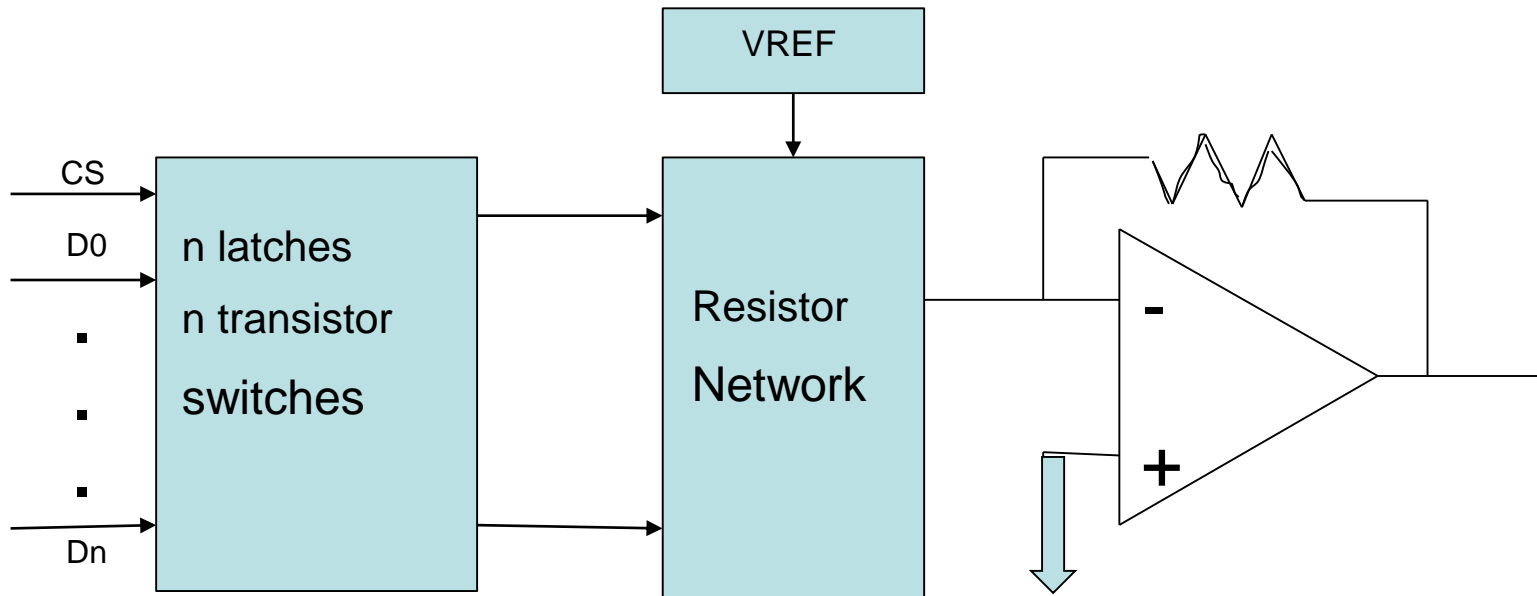 VREF
CS
D0
Dn
n latches
n transistor
switches
Resistor
Network
-
+